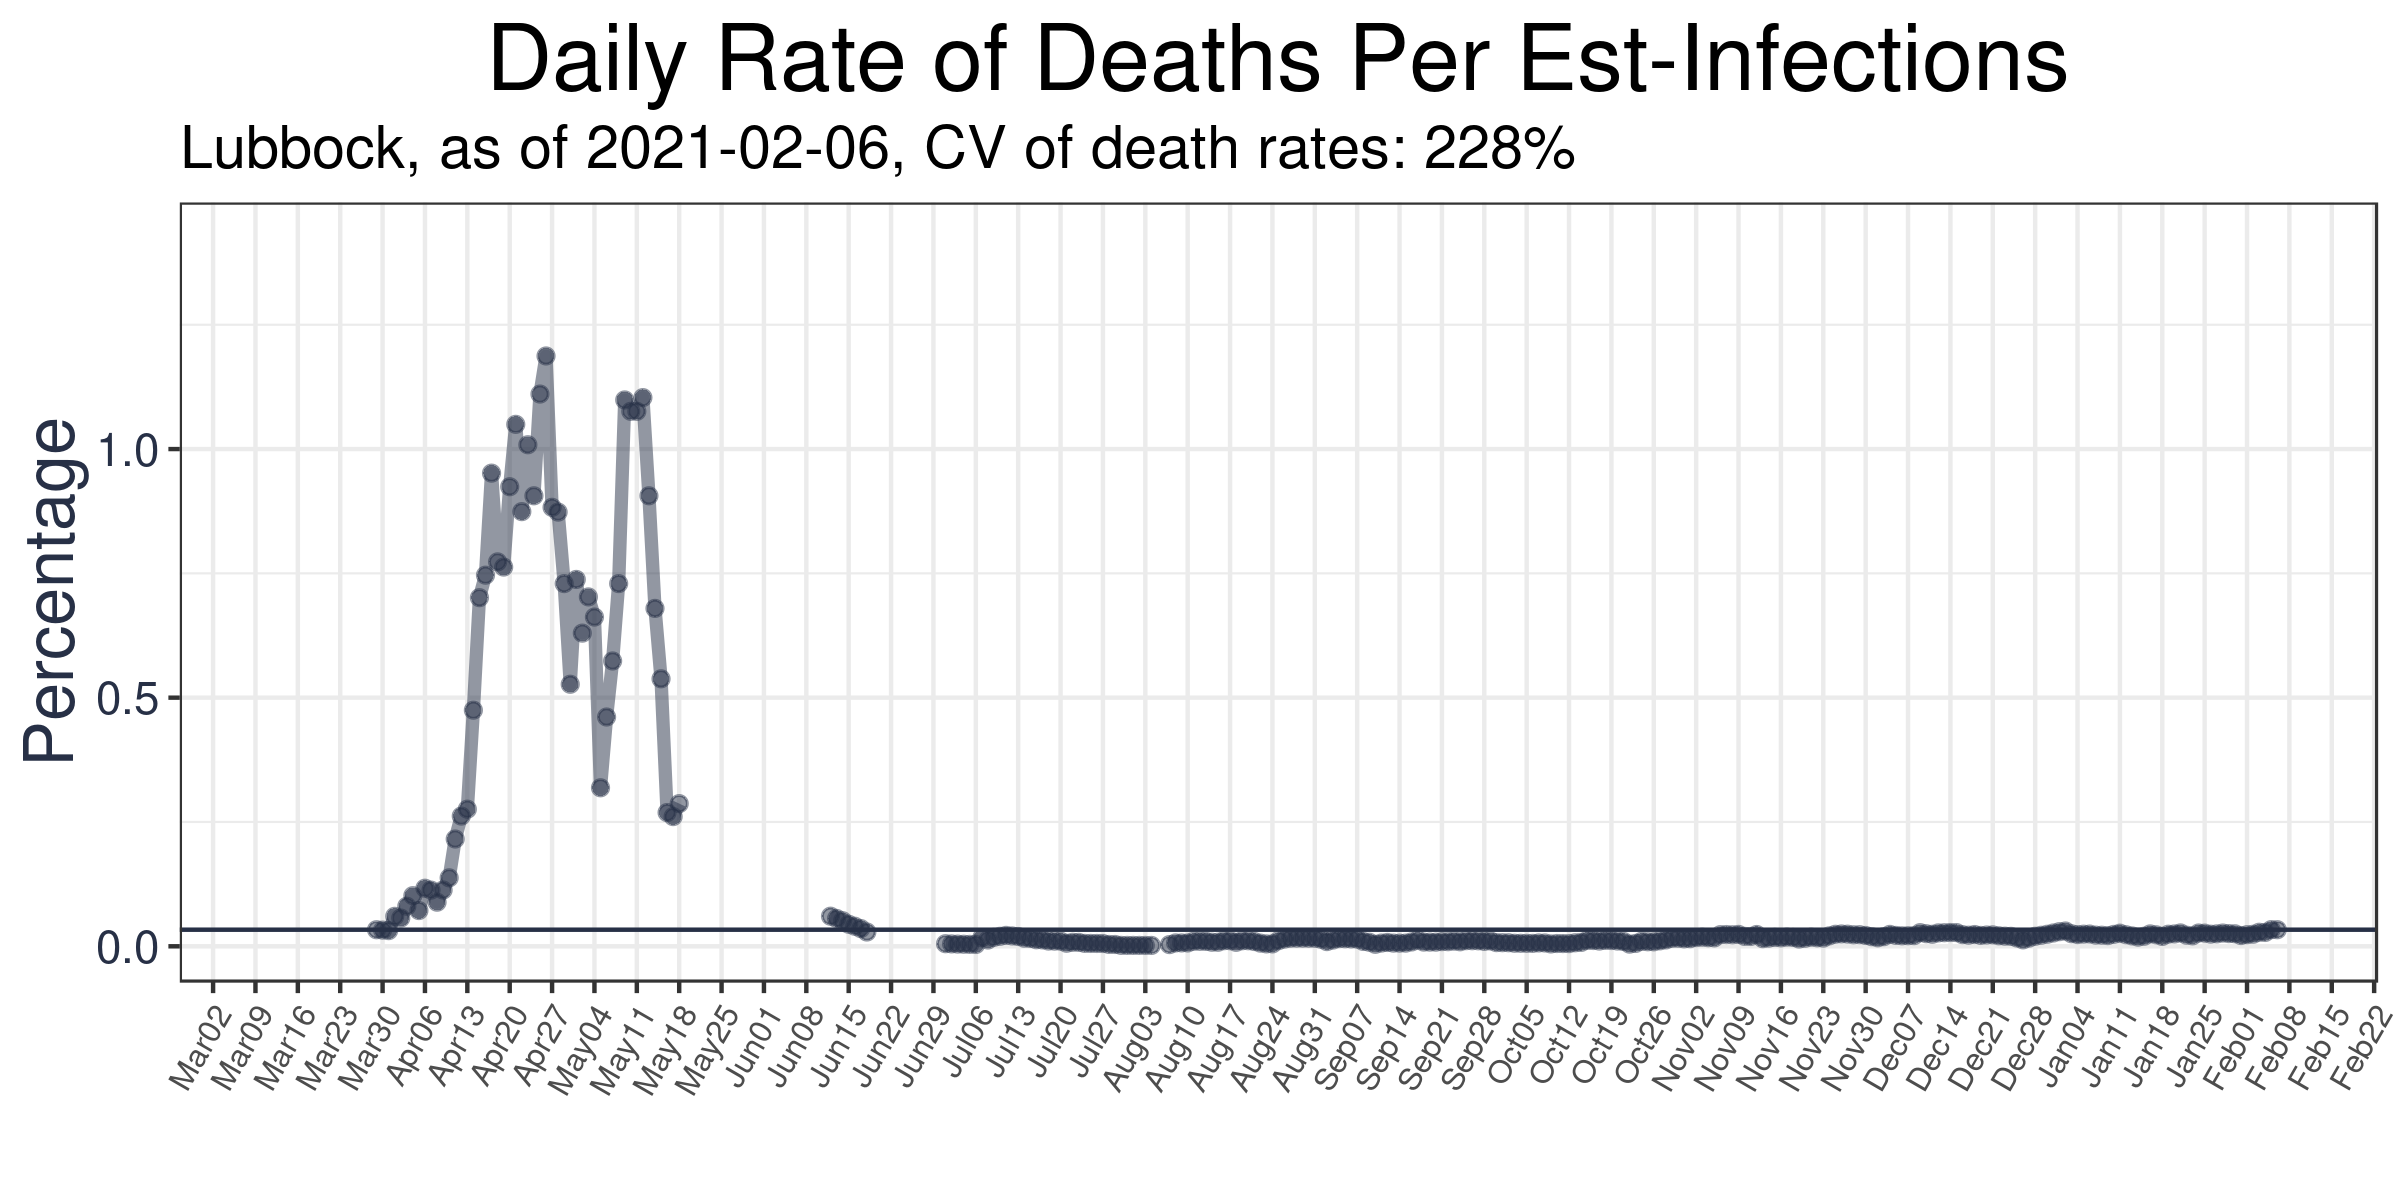 Daily Rate of Deaths Per Est-Infections
Lubbock, as of 2021-02-06, CV of death rates: 228%
Percentage
1.0
0.5
0.0
Mar02
Mar09
Mar16
Mar23
Mar30
Apr06
Apr13
Apr20
Apr27
May04
May11
May18
May25
Jun01
Jun08
Jun15
Jun22
Jun29
Jul06
Jul13
Jul20
Jul27
Aug03
Aug10
Aug17
Aug24
Aug31
Sep07
Sep14
Sep21
Sep28
Oct05
Oct12
Oct19
Oct26
Nov02
Nov09
Nov16
Nov23
Nov30
Dec07
Dec14
Dec21
Dec28
Jan04
Jan11
Jan18
Jan25
Feb01
Feb08
Feb15
Feb22